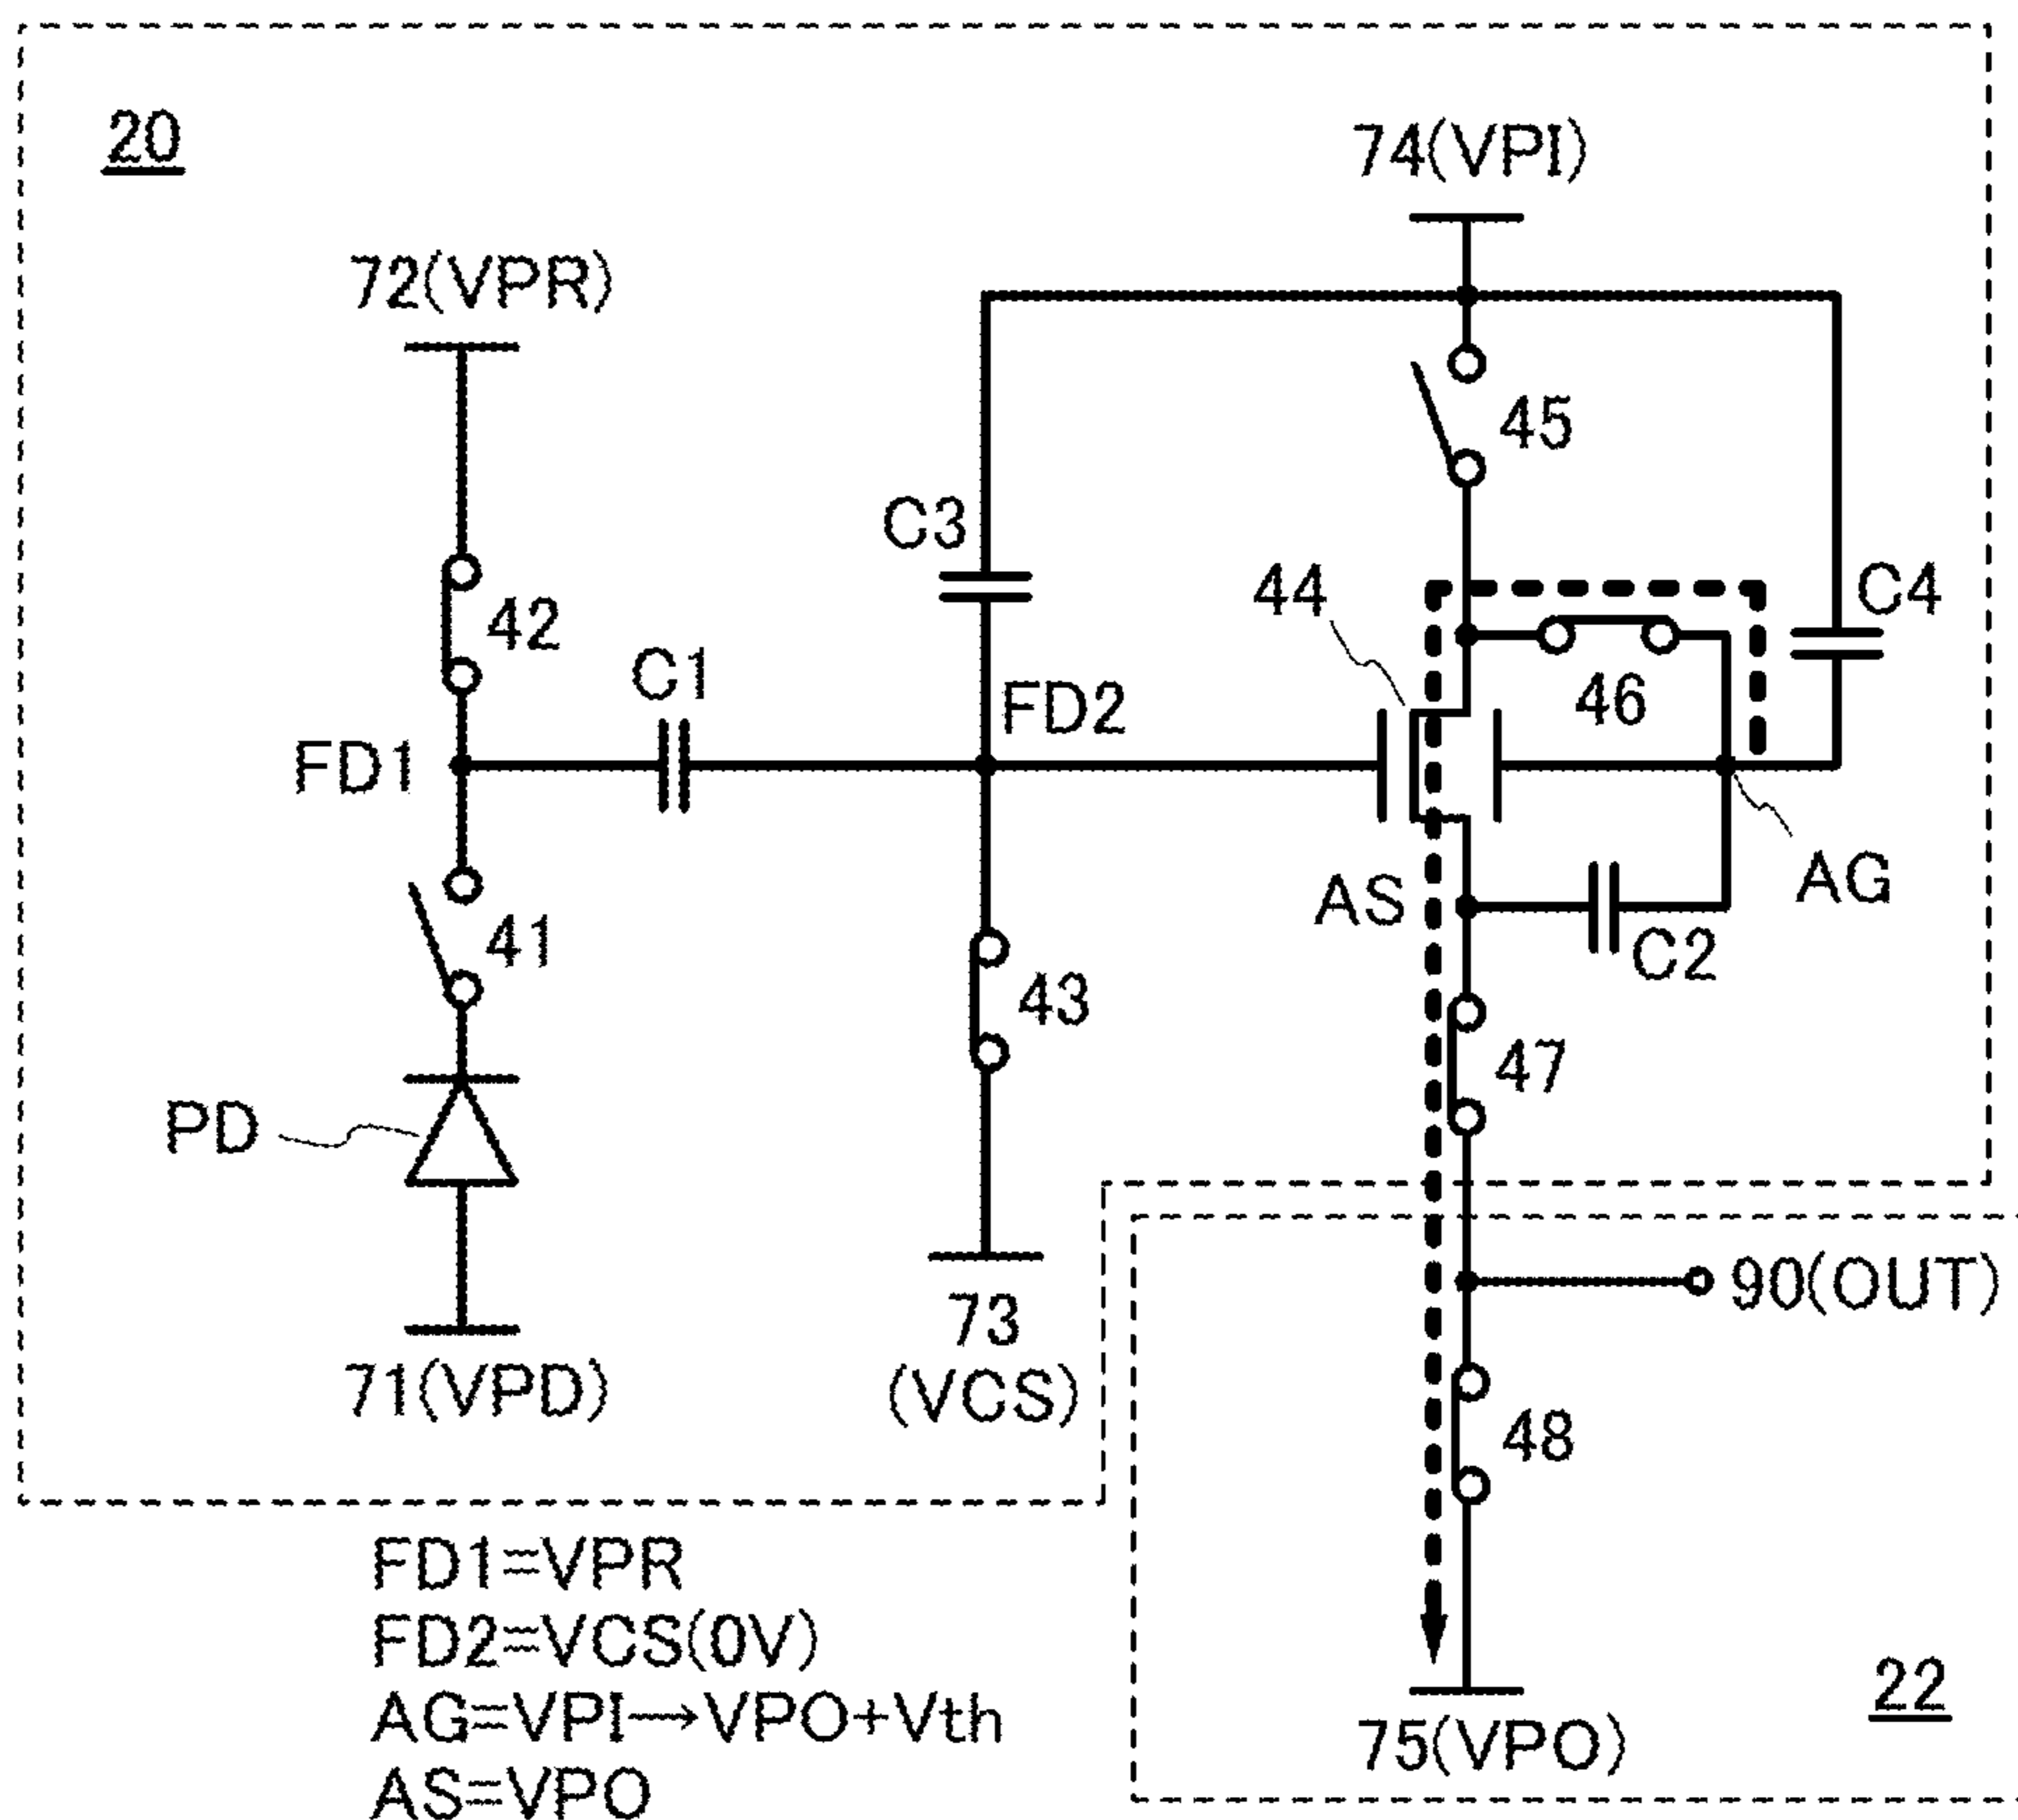 20
74(VPI)
72(VPR)
45
C3
44
C4
42
C1
46
FD2
FD1
AG
AS
41
C2
43
47
PD
90(OUT)
73
(VCS)
71(VPD)
48
FD1=VPR
FD2=VCS(0V)
22
AG=VPI→VPO+Vth
75(VPO)
AS=VPO